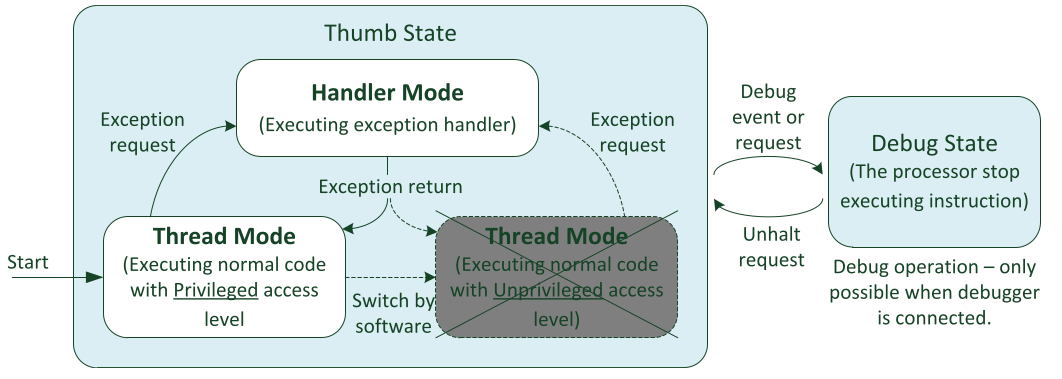 Thumb State
Handler Mode
(Executing exception handler)
Exception
request
Exception
request
Exception return
Start
Thread Mode
(Executing normal code
with Privileged access
level
Switch by
software
Thread Mode
(Executing normal code
with Unprivileged access
level)
Debug
event or
request
Unhalt
request
Debug State
(The processor stop
executing instruction)
Debug operation – only
possible when debugger
is connected.